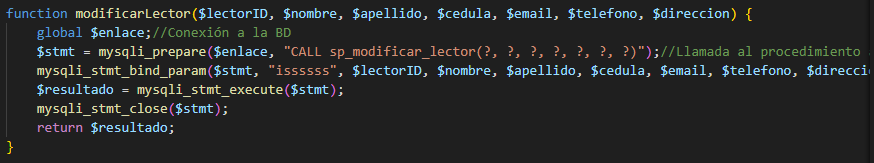 function modificarLector($lectorID, $nombre, $apellido, $cedula, $email, $telefono, $direccion) {
global $enlace;//Conexión a la BD
$stmt = mysqli_prepare($enlace, "CALL sp_modificar_lector(?, ?, ?, ?, ?, ?, ?)");//Llamada al procedimiento
mysqli_stmt_bind_param($stmt, "issssss", $lectorID, $nombre, $apellido, $cedula, $email, $telefono, $direcci
$resultado = mysqli_stmt_execute($stmt);
mysqli_stmt_close($stmt);
return $resultado;
}